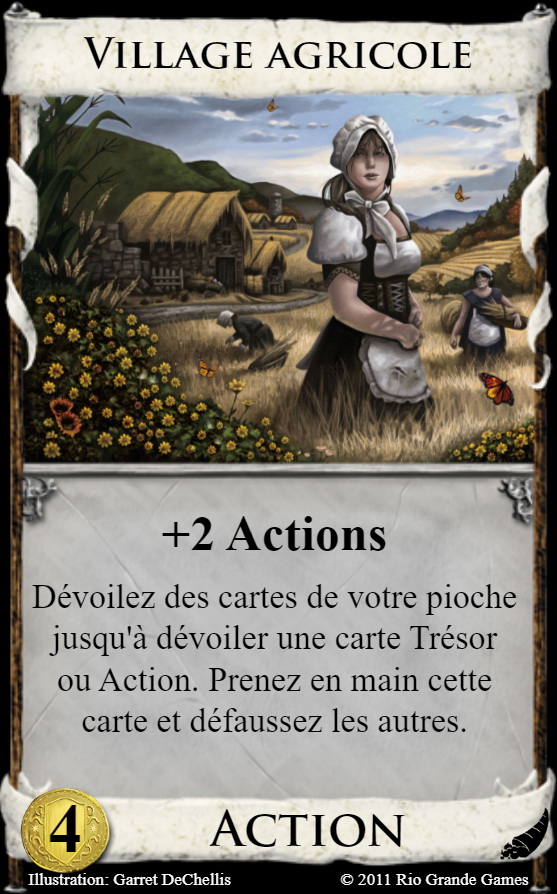 Village agricole
+2 Actions
Dévoilez des cartes de votre pioche
jusqu'à dévoiler une carte Trésor
ou Action. Prenez en main cette
carte et défaussez les autres.
4
Action
Illustration: Garret DeChellis
© 2011 Rio Grande Games